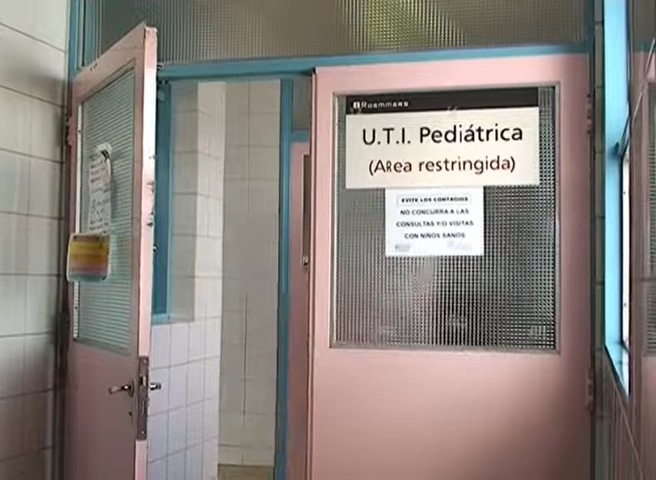 Roemmers
U.T.I. Pediátrica
(ARea restringida)
EVITE LOS CONTAGIOS
NO CONCURRA A LAS
CONSULTAS Y/O VISITAS
CON NIÑOS SANOS